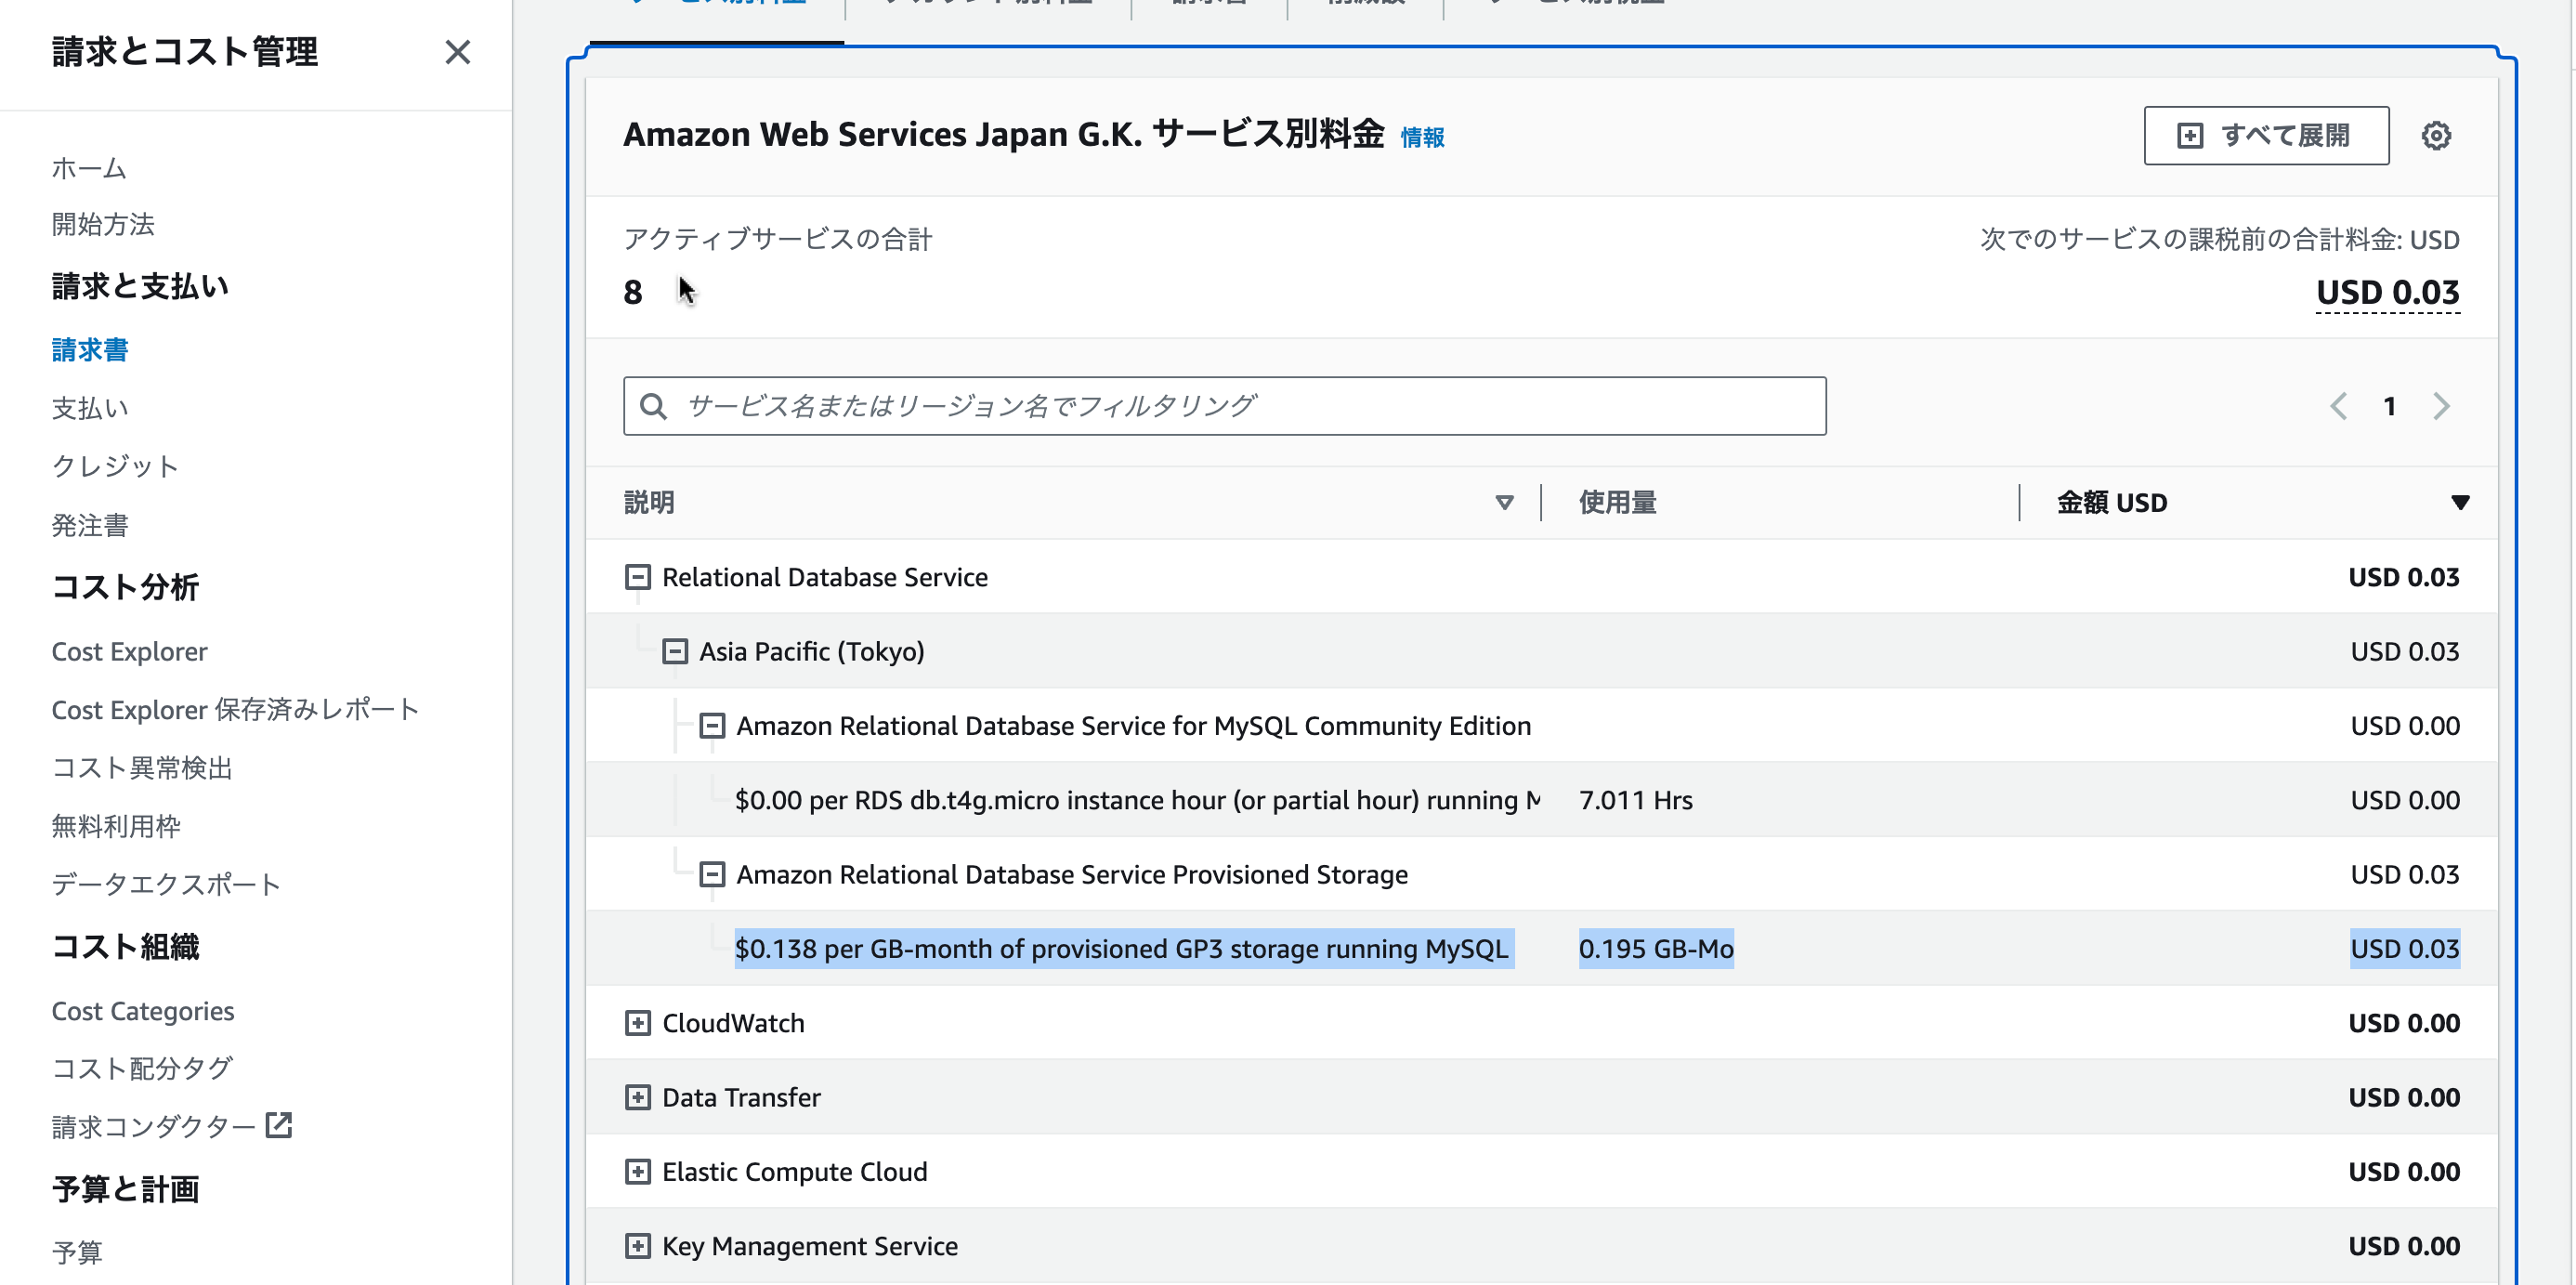 請求とコスト管理
ホーム
開始方法
請求と支払い
請求書
支払い
クレジット
発注書
コスト分析
Cost Explorer
Cost Explorer 保存済みレポート
コスト異常検出
無料利用枠
データエクスポート
コスト組織
Cost Categories
コスト配分タグ
請求コンダクター
予算と計画
予算
Amazon Web Services Japan G.K. サービス別料金 情報
すべて展開
アクティブサービスの合計
次でのサービスの課税前の合計料金: USD
8
USD 0.03
サービス名またはリージョン名でフィルタリング
1
説明 使用量 金額 USD
Relational Database Service USD 0.03
Asia Pacific (Tokyo) USD 0.03
Amazon Relational Database Service for MySQL Community Edition USD 0.00
$0.00 per RDS db.t4g.micro instance hour (or partial hour) running 7.011 Hrs USD 0.00
Amazon Relational Database Service Provisioned Storage USD 0.03
$0.138 per GB-month of provisioned GP3 storage running MySQL 0.195 GB-Mo USD 0.03
CloudWatch USD 0.00
Data Transfer USD 0.00
Elastic Compute Cloud USD 0.00
Key Management Service USD 0.00